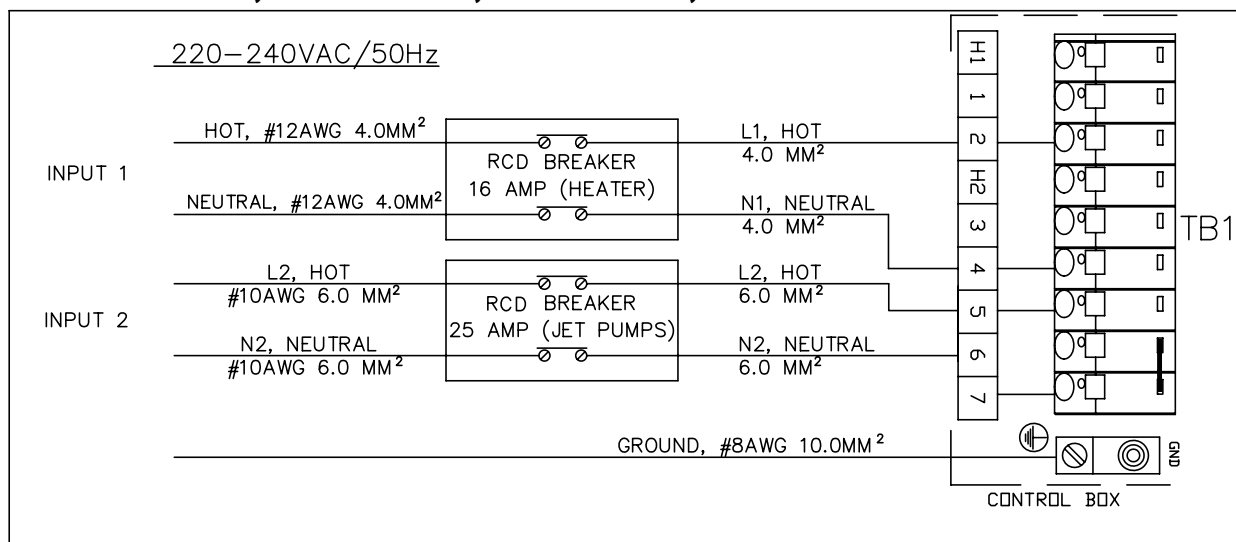 220-240VAC/50Hz
INPUT 1
HOT, #12AWG 4.0MM²
NEUTRAL, #12AWG 4.0MM²
RCD BREAKER
16 AMP (HEATER)
L1, HOT
4.0 MM²
N1, NEUTRAL
4.0 MM²
INPUT 2
L2, HOT
#10AWG 6.0 MM²
N2, NEUTRAL
#10AWG 6.0 MM²
RCD BREAKER
25 AMP (JET PUMPS)
L2, HOT
6.0 MM²
N2, NEUTRAL
6.0 MM²
GROUND, #8AWG 10.0MM²
H1
1
2
H2
3
4
5
6
7
TB1
GND
CONTROL BOX